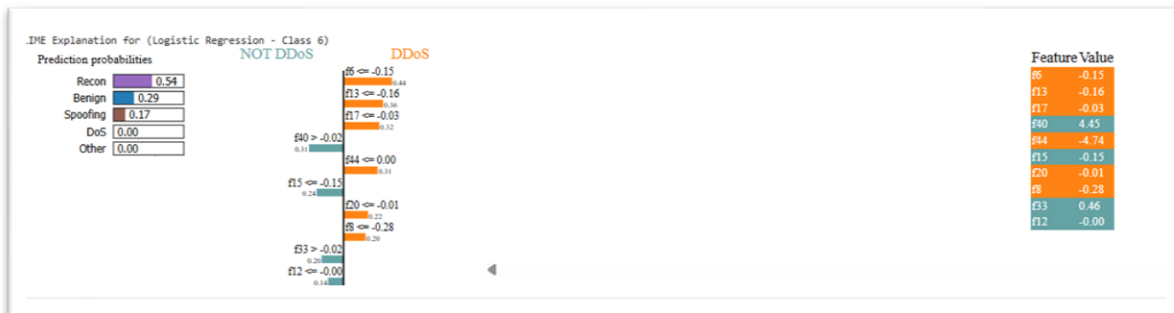 .IME Explanation for (Logistic Regression - Class 6)
Prediction probabilities
Recon 0.54
Benign 0.29
Spoofing 0.17
DoS 0.00
Other 0.00
NOT DDoS DDoS
f6 <= -0.15
0.44
f13 <= -0.16
0.36
f17 <= -0.03
0.32
f40 > -0.02
0.31
f44 <= 0.00
0.31
f15 <= -0.15
0.24
f20 <= -0.01
0.22
f8 <= -0.28
0.20
f33 > -0.02
0.20
f12 <= -0.00
0.14
Feature Value
f6 -0.15
f13 -0.16
f17 -0.03
f40 4.45
f44 -4.74
f15 -0.15
f20 -0.01
f8 -0.28
f33 0.46
f12 -0.00